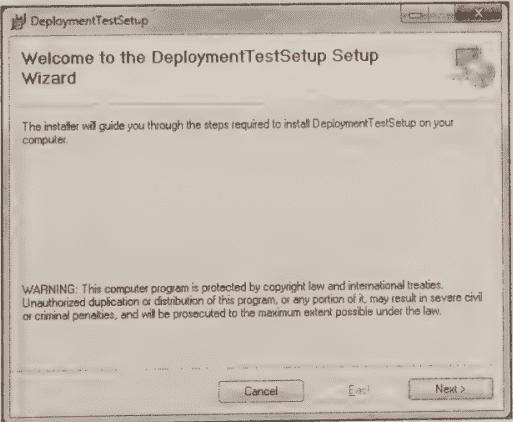 DeploymentTestSetup
Welcome to the DeploymentTestSetup Setup
Wizard
The installer will guide you through the steps required to install DeploymentTestSetup on your
computer.
WARNING: This computer program is protected by copyright law and international treaties.
Unauthorized duplication or distribution of this program, or any portion of it, may result in severe civil
or criminal penalties, and will be prosecuted to the maximum extent possible under the law.
Cancel
Next >